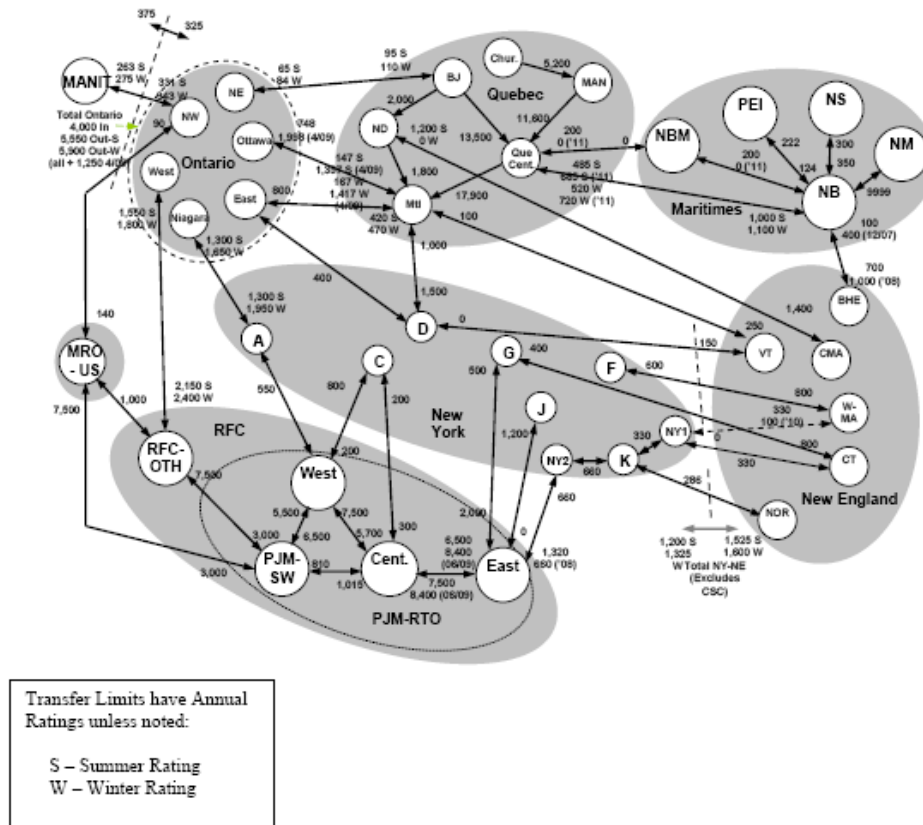 375
325
MANIT
263 S
275 W
331 S
343 W
NW
90
NE
65 S
84 W
Total Ontario
4,000 In
5,550 Out-S
5,900 Out-W
(all + 1,250 4/09)
Ontario
West
Ottawa
748
1,998 (4/09)
East
800
Niagara
1,550 S
1,800 W
1,300 S
1,650 W
95 S
110 W
BJ
Chur.
5,200
MAN
Quebec
2,000
ND
1,200 S
0 W
13,500
11,600
Que
Cent.
200
0 ('11)
0
147 S
167 W
1,417 W
(4/09)
1,800
Mtl
17,900
420 S
470 W
100
485 S
520 W
720 W ('11)
NBM
PEI
NS
NM
222
300
350
200
0 ('11)
124
NB
9999
Maritimes
1,000 S
1,100 W
100
400 (12/07)
700
1,000 ('08)
BHE
1,000
1,500
400
1,300 S
1,950 W
A
D
0
150
250
VT
1,400
CMA
C
G
400
500
F
600
600
W-
MA
330
100 ('10)
140
MRO
- US
7,500
1,000
2,150 S
2,400 W
550
800
200
New
York
J
1,200
NY1
0
330
330
800
CT
NY2
660
K
286
NOR
New England
RFC
RFC-
OTH
7,500
West
1,200
660
2,000
0
3,000
5,500
6,500
7,500
5,700
300
PJM-
SW
3,000
810
1,015
Cent.
6,500
8,400
(06/09)
7,500
8,400 (06/09)
East
1,320
660 ('08)
PJM-RTO
1,200 S
1,325
W
1,525 S
1,600 W
Total NY-NE
(Excludes
CSC)
Transfer Limits have Annual
Ratings unless noted:
S – Summer Rating
W – Winter Rating